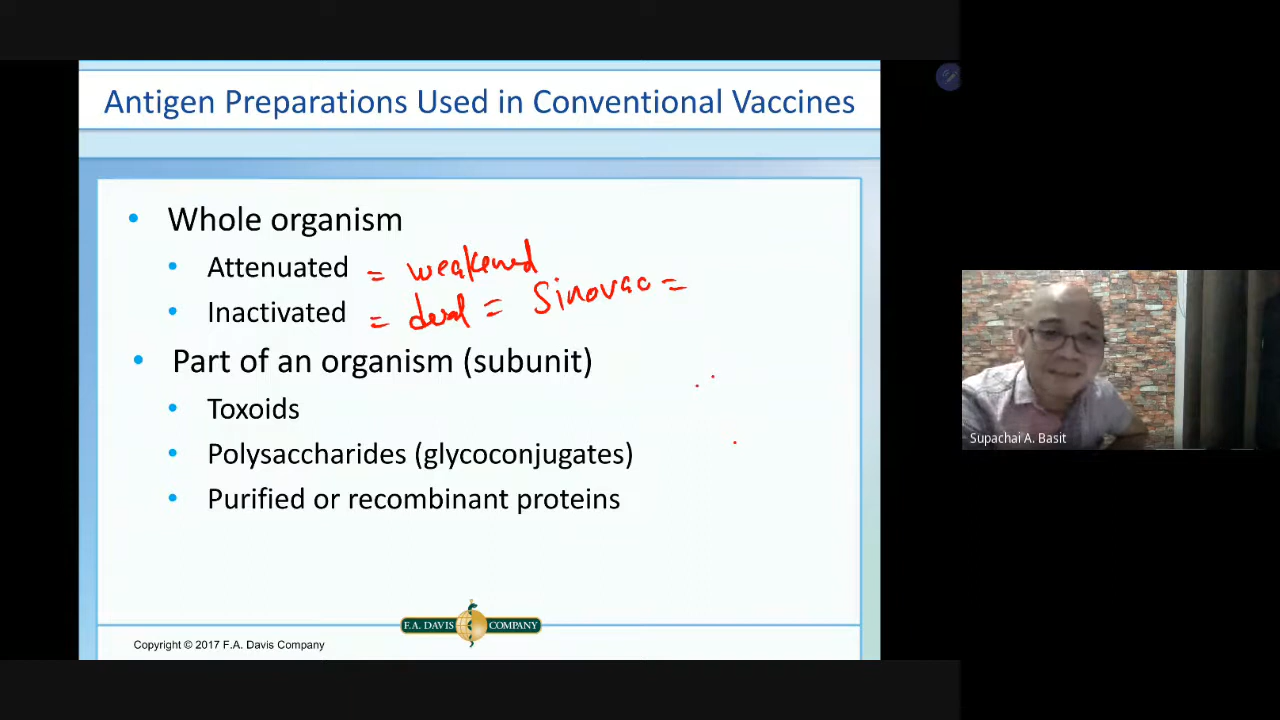 Antigen Preparations Used in Conventional Vaccines
• Whole organism
• Attenuated = weakened
• Inactivated = dead = Sinovac =
• Part of an organism (subunit)
• Toxoids
• Polysaccharides (glycoconjugates)
• Purified or recombinant proteins
F.A. DAVIS COMPANY
Copyright © 2017 F.A. Davis Company
Supachai A. Basit